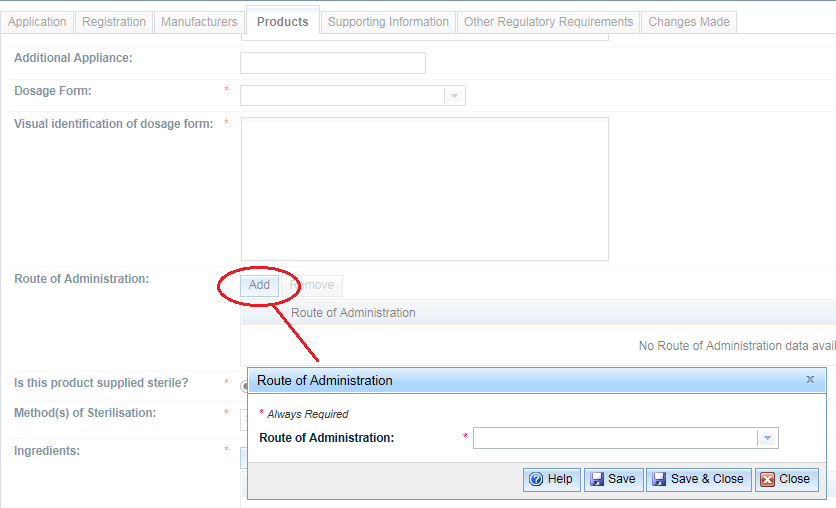 Application Registration Manufacturers Products Supporting Information Other Regulatory Requirements Changes Made
Additional Appliance:
Dosage Form: *
Visual identification of dosage form: *
Route of Administration: Add Remove
Route of Administration
No Route of Administration data avail
Is this product supplied sterile? *
Method(s) of Sterilisation: *
Ingredients: *
Route of Administration x
* Always Required
Route of Administration: *
Help Save Save & Close Close